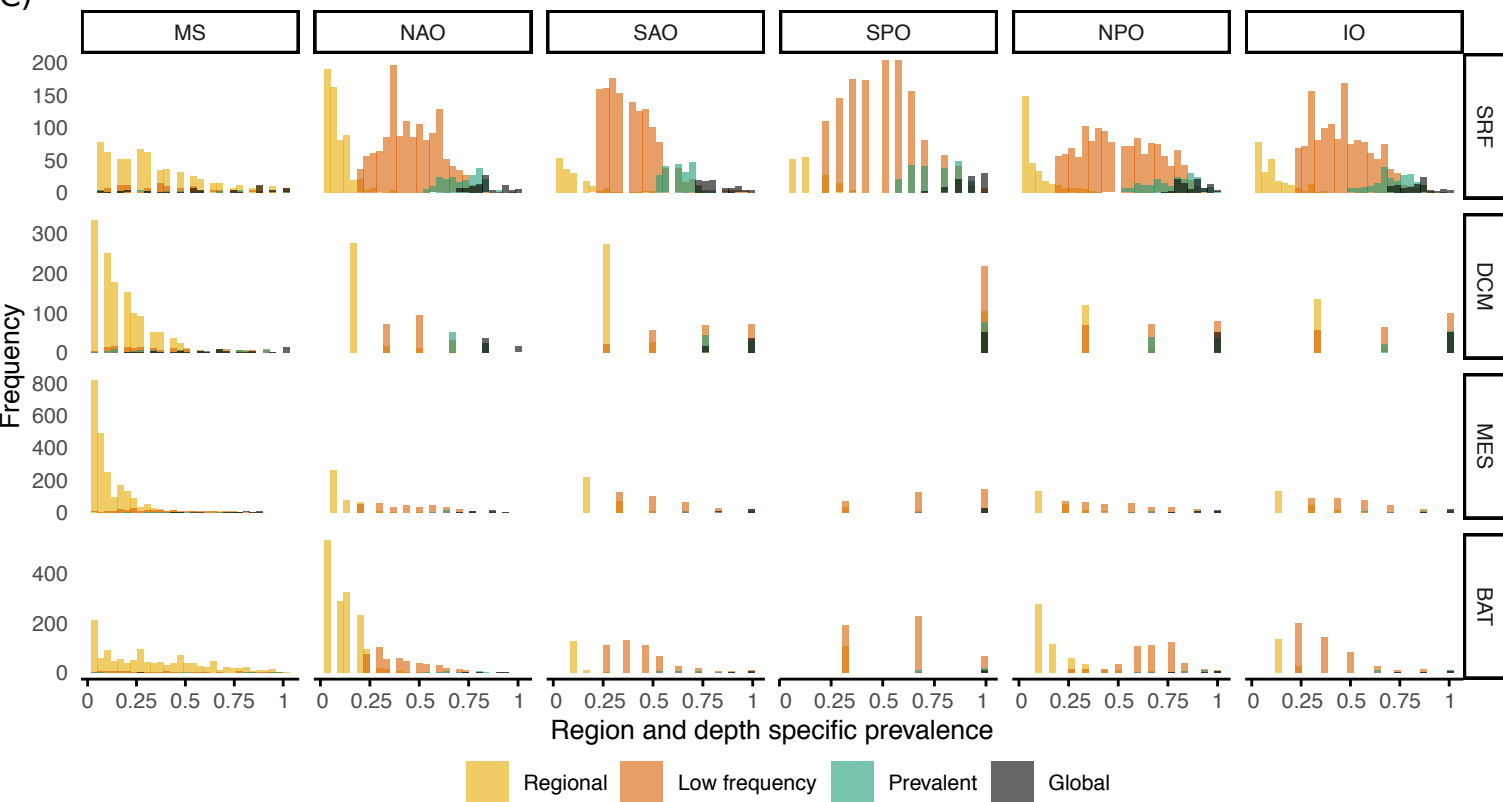 C)
MS NAO SAO SPO NPO IO
200
150
100
50
0
SRF
300
200
100
0
DCM
800
600
400
200
0
MES
400
200
0
BAT
Frequency
0 0.25 0.5 0.75 1 0 0.25 0.5 0.75 1 0 0.25 0.5 0.75 1 0 0.25 0.5 0.75 1 0 0.25 0.5 0.75 1 0 0.25 0.5 0.75 1
Region and depth specific prevalence
Regional Low frequency Prevalent Global